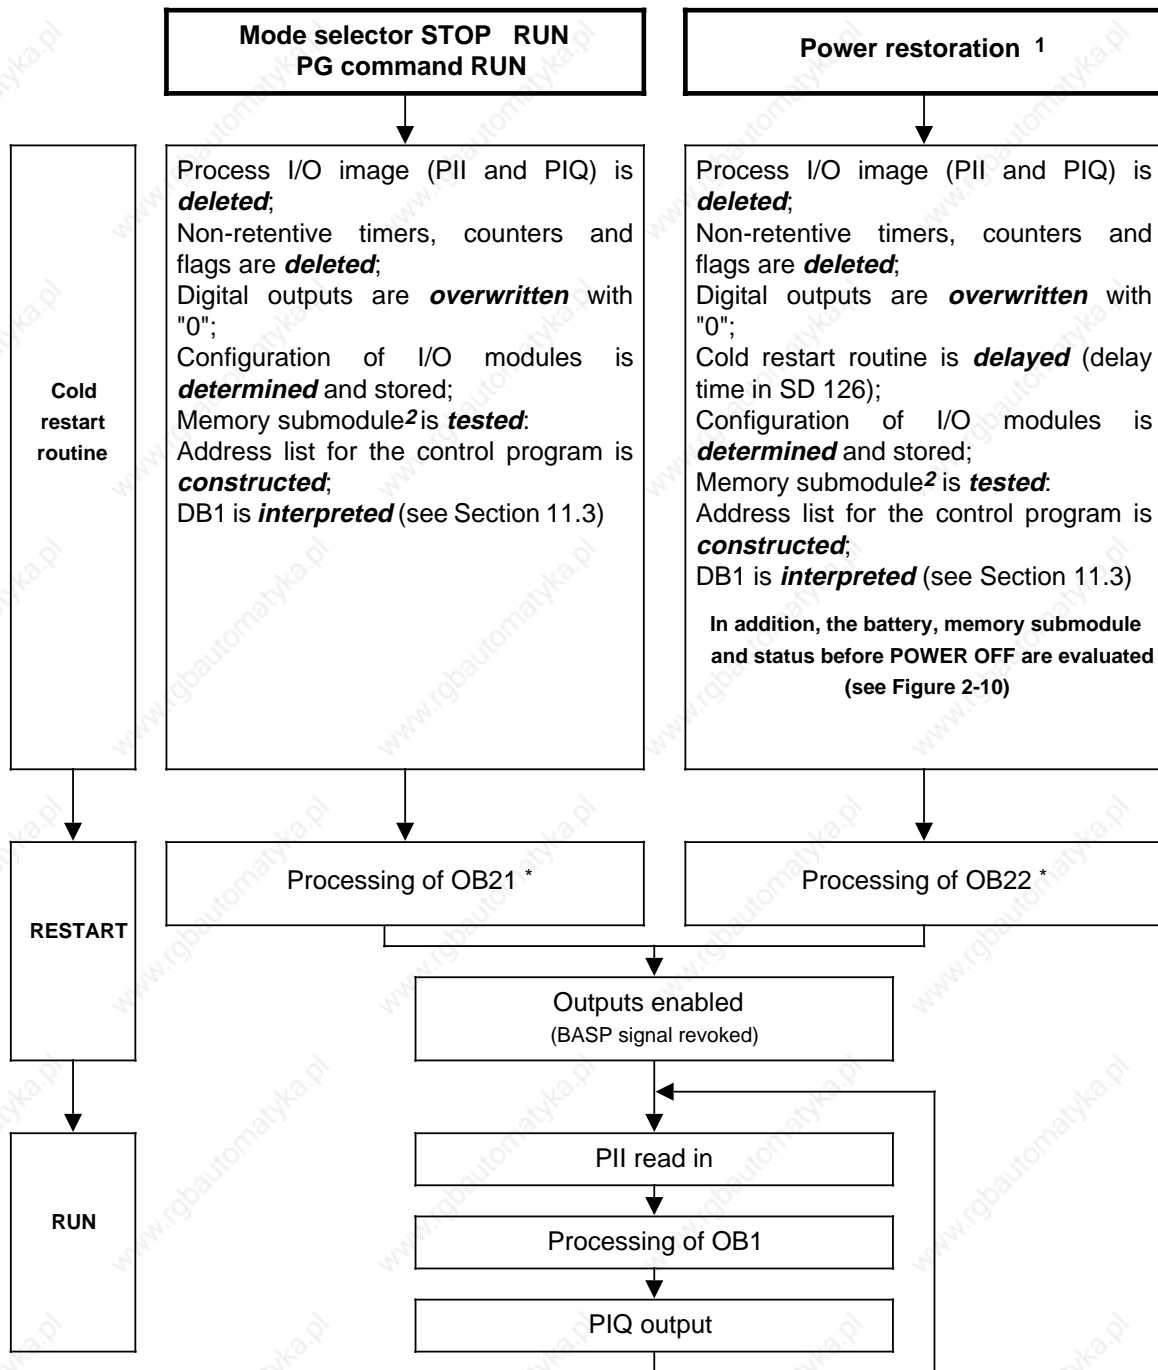 Mode selector STOP RUN
PG command RUN
Power restoration 1
Cold
restart
routine
Process I/O image (PII and PIQ) is
deleted;
Non-retentive timers, counters and
flags are deleted;
Digital outputs are overwritten with
"0";
Configuration of I/O modules is
determined and stored;
Memory submodule2 is tested:
Address list for the control program is
constructed;
DB1 is interpreted (see Section 11.3)
Process I/O image (PII and PIQ) is
deleted;
Non-retentive timers, counters and
flags are deleted;
Digital outputs are overwritten with
"0";
Cold restart routine is delayed (delay
time in SD 126);
Configuration of I/O modules is
determined and stored;
Memory submodule2 is tested:
Address list for the control program is
constructed;
DB1 is interpreted (see Section 11.3)
In addition, the battery, memory submodule
and status before POWER OFF are evaluated
(see Figure 2-10)
RESTART
Processing of OB21 *
Processing of OB22 *
Outputs enabled
(BASP signal revoked)
RUN
PII read in
Processing of OB1
PIQ output
www.rgbautomatyka.pl